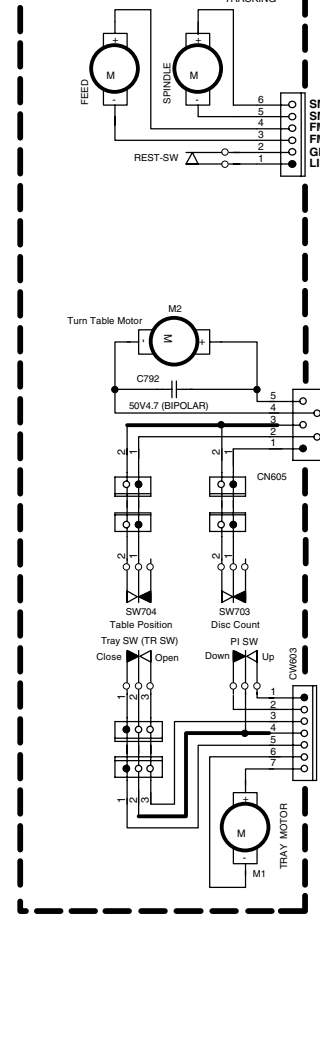 TRACKING
+
+
M
M
FEED
SPINDLE
-
-
6
5
4
3
2
1
REST-SW
M2
Turn Table Motor
-
M
+
C792
50V4.7 (BIPOLAR)
5
4
3
2
1
CN605
2
1
2
1
2
1
2
1
SW704
Table Position
SW703
Disc Count
Tray SW (TR SW)
Close
Open
PI SW
Down
Up
CW603
1
2
3
1
2
3
4
5
6
7
1
2
3
+
M
-
M1
TRAY MOTOR